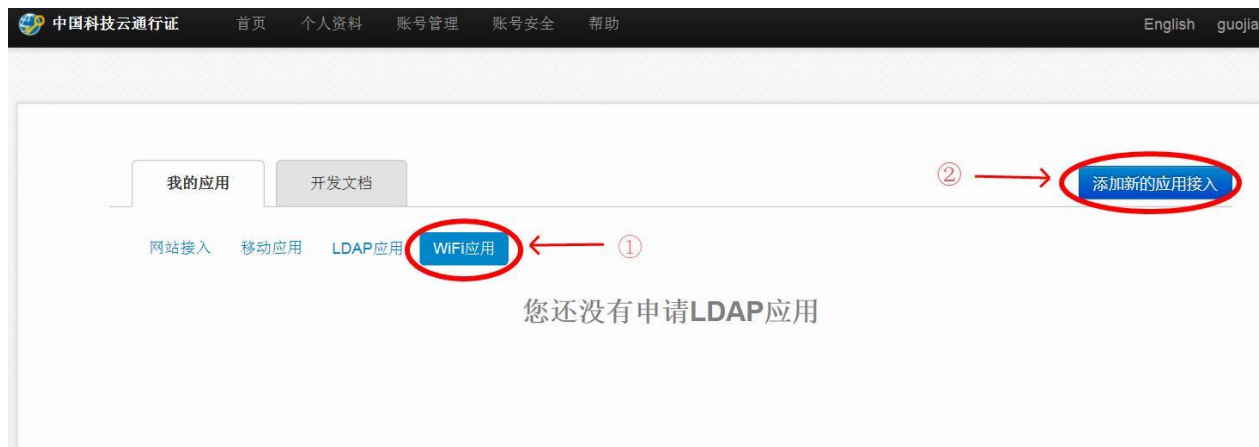 中国科技云通行证 首页 个人资料 账号管理 账号安全 帮助 English guojia
我的应用 开发文档 ② 添加新的应用接入
网站接入 移动应用 LDAP应用 WiFi应用 ①
您还没有申请LDAP应用